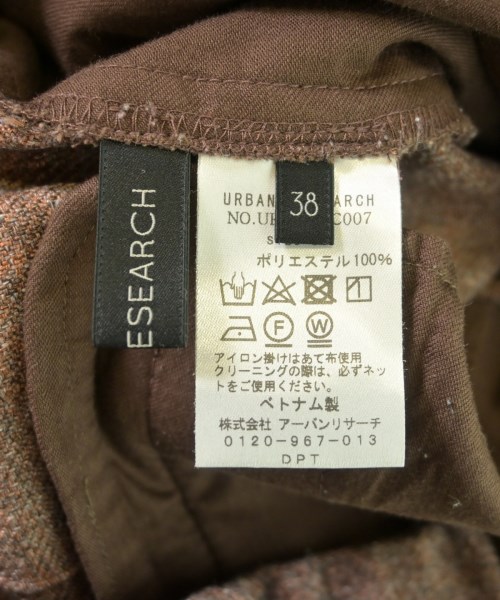 ESEARCH
38
URBAN ARCH
NO.U C007
ポリエステル100%
F W
アイロン掛けはあて布使用
クリーニングの際は、必ずネッ
トをご使用ください。
ベトナム製
株式会社 アーバンリサーチ
0120-967-013
DPT